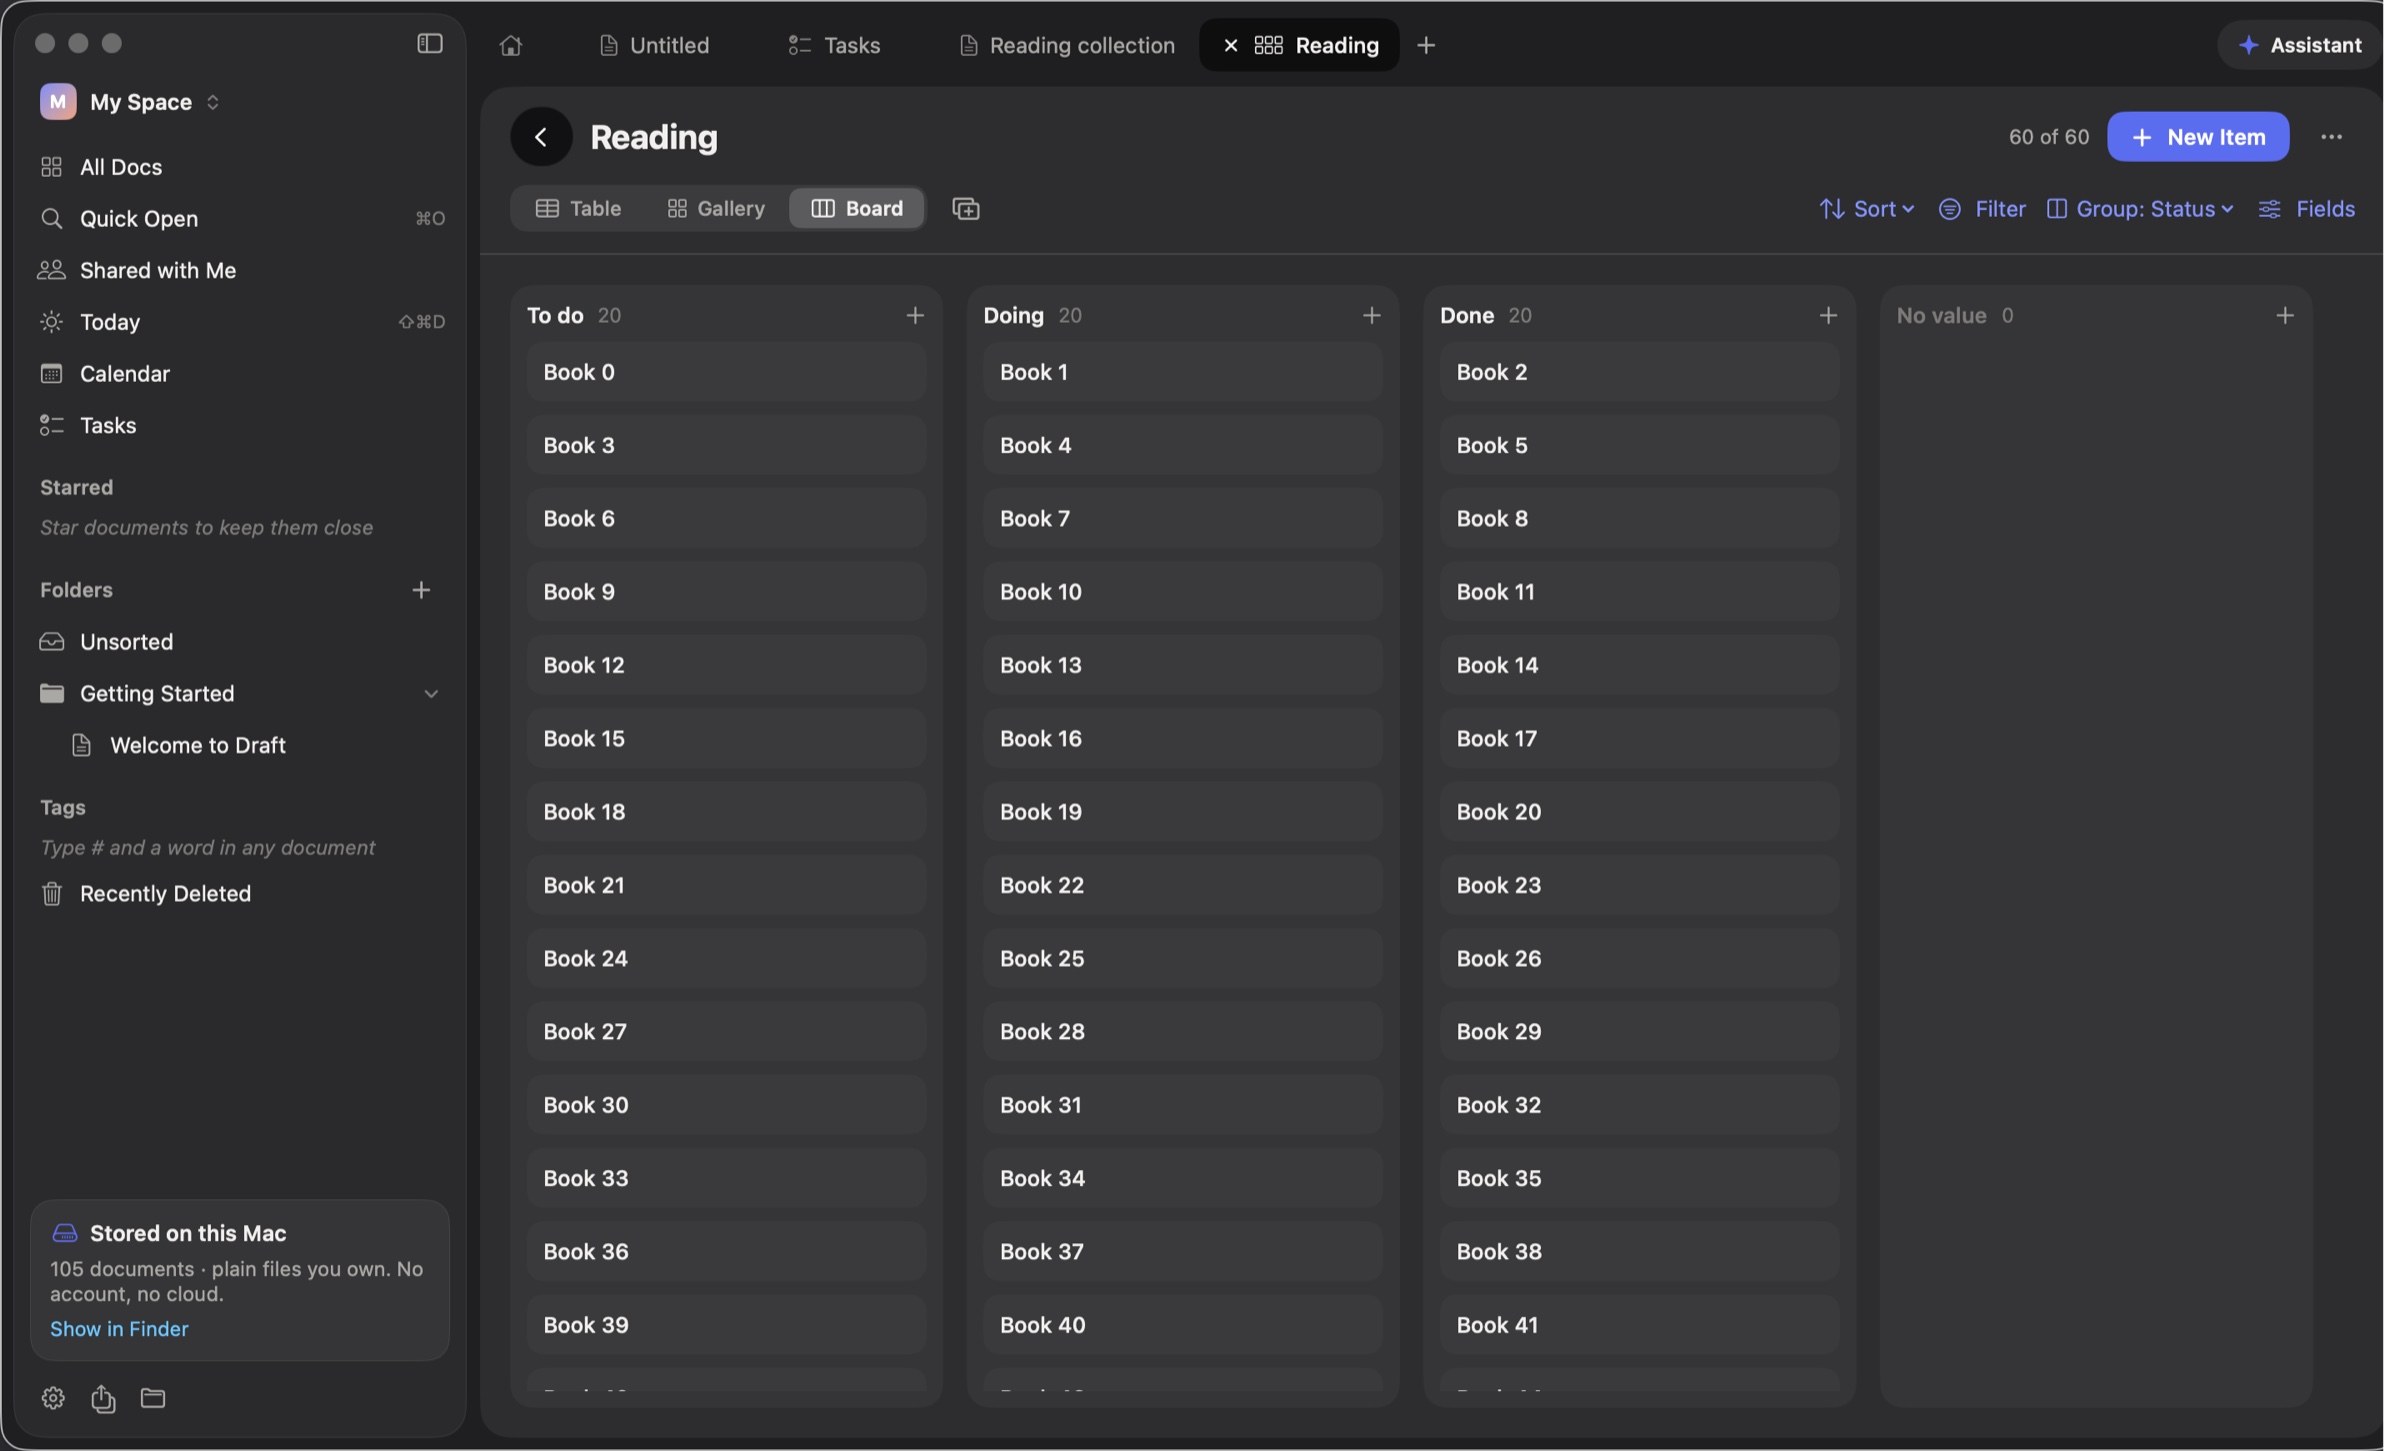 Untitled
Tasks
Reading collection
Reading
Assistant
M My Space
All Docs
Quick Open ⌘O
Shared with Me
Today ⇧⌘D
Calendar
Tasks
Starred
Star documents to keep them close
Folders
Unsorted
Getting Started
Welcome to Draft
Tags
Type # and a word in any document
Recently Deleted
Stored on this Mac
105 documents · plain files you own. No
account, no cloud.
Show in Finder
Reading
60 of 60
New Item
Table
Gallery
Board
Sort
Filter
Group: Status
Fields
To do 20
Book 0
Book 3
Book 6
Book 9
Book 12
Book 15
Book 18
Book 21
Book 24
Book 27
Book 30
Book 33
Book 36
Book 39
Doing 20
Book 1
Book 4
Book 7
Book 10
Book 13
Book 16
Book 19
Book 22
Book 25
Book 28
Book 31
Book 34
Book 37
Book 40
Done 20
Book 2
Book 5
Book 8
Book 11
Book 14
Book 17
Book 20
Book 23
Book 26
Book 29
Book 32
Book 35
Book 38
Book 41
No value 0